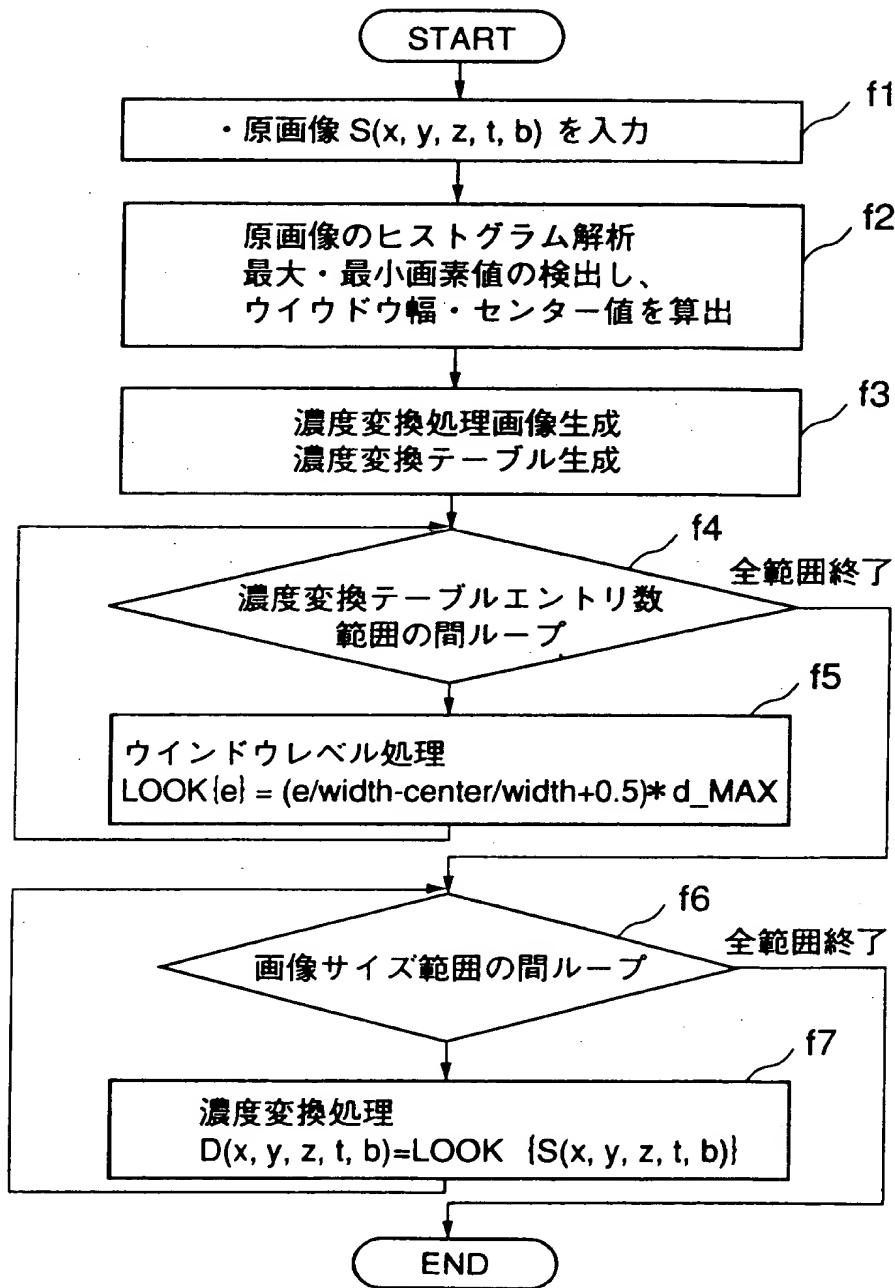 START
f1
・原画像 S(x, y, z, t, b) を入力
f2
原画像のヒストグラム解析
最大・最小画素値の検出し、
ウイウドウ幅・センター値を算出
f3
濃度変換処理画像生成
濃度変換テーブル生成
f4
全範囲終了
濃度変換テーブルエントリ数
範囲の間ループ
f5
ウインドウレベル処理
LOOK{e} = (e/width-center/width+0.5)* d_MAX
f6
全範囲終了
画像サイズ範囲の間ループ
f7
濃度変換処理
D(x, y, z, t, b)=LOOK {S(x, y, z, t, b)}
END